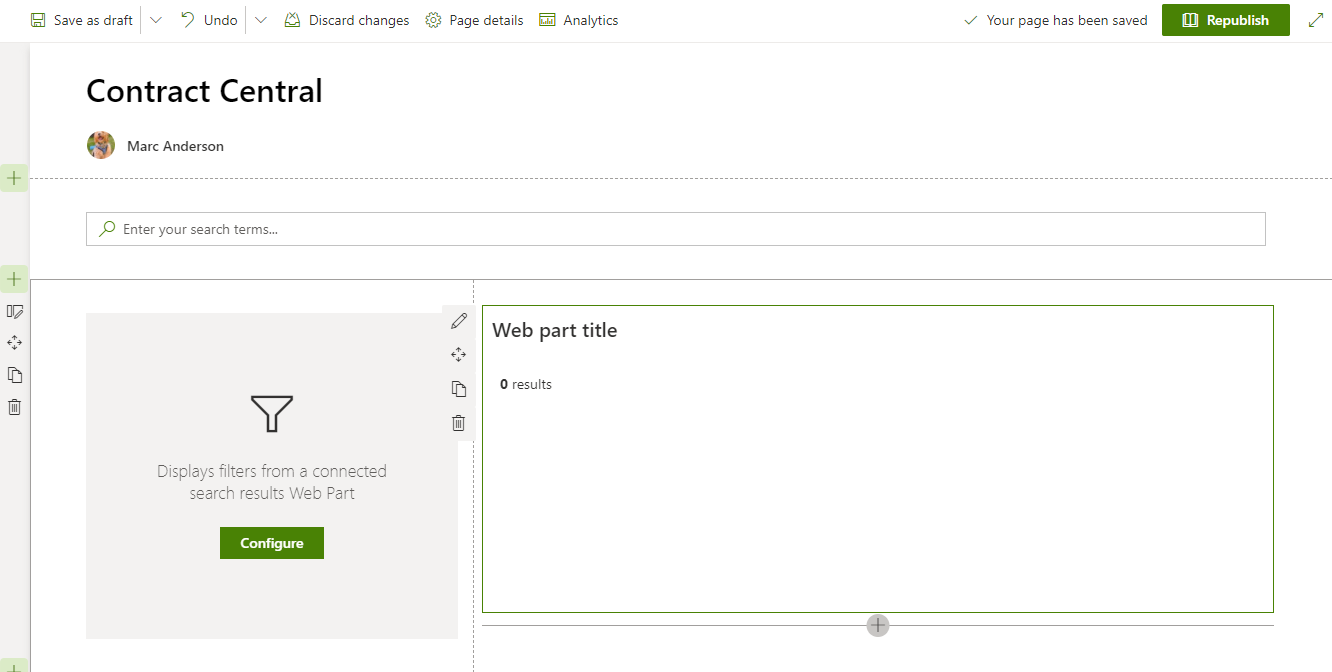 Save as draft
Undo
Discard changes
Page details
Analytics
Your page has been saved
Republish
Contract Central
Marc Anderson
Enter your search terms...
Web part title
0 results
Displays filters from a connected
search results Web Part
Configure